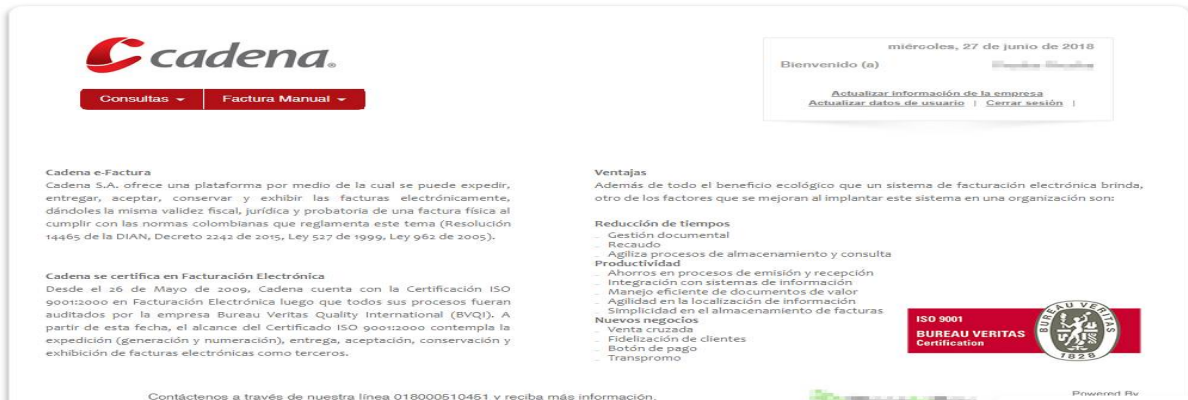 cadena.
miércoles, 27 de junio de 2018
Bienvenido (a)
Consultas
Factura Manual
Actualizar información de la empresa
Actualizar datos de usuario | Cerrar sesión |
Cadena e-Factura
Cadena S.A. ofrece una plataforma por medio de la cual se puede expedir,
entregar, aceptar, conservar y exhibir las facturas electrónicamente,
dándoles la misma validez fiscal, jurídica y probatoria de una factura física al
cumplir con las normas colombianas que reglamenta este tema (Resolución
14465 de la DIAN, Decreto 2242 de 2015, Ley 527 de 1999, Ley 962 de 2005).
Cadena se certifica en Facturación Electrónica
Desde el 26 de Mayo de 2009, Cadena cuenta con la Certificación ISO
9001:2000 en Facturación Electrónica luego que todos sus procesos fueran
auditados por la empresa Bureau Veritas Quality International (BVQI). A
partir de esta fecha, el alcance del Certificado ISO 9001:2000 contempla la
expedición (generación y numeración), entrega, aceptación, conservación y
exhibición de facturas electrónicas como terceros.
Ventajas
Además de todo el beneficio ecológico que un sistema de facturación electrónica brinda,
otro de los factores que se mejoran al implantar este sistema en una organización son:
Reducción de tiempos
Gestión documental
Recaudo
Agiliza procesos de almacenamiento y consulta
Productividad
Ahorros en procesos de emisión y recepción
Integración con sistemas de información
Manejo eficiente de documentos de valor
Agilidad en la localización de información
Simplicidad en el almacenamiento de facturas
Nuevos negocios
Venta cruzada
Fidelización de clientes
Botón de pago
Transpromo
ISO 9001
BUREAU VERITAS
Certification
BUREAU VERITAS
1828
Contáctenos a través de nuestra línea 018000510451 y reciba más información.
Powered By